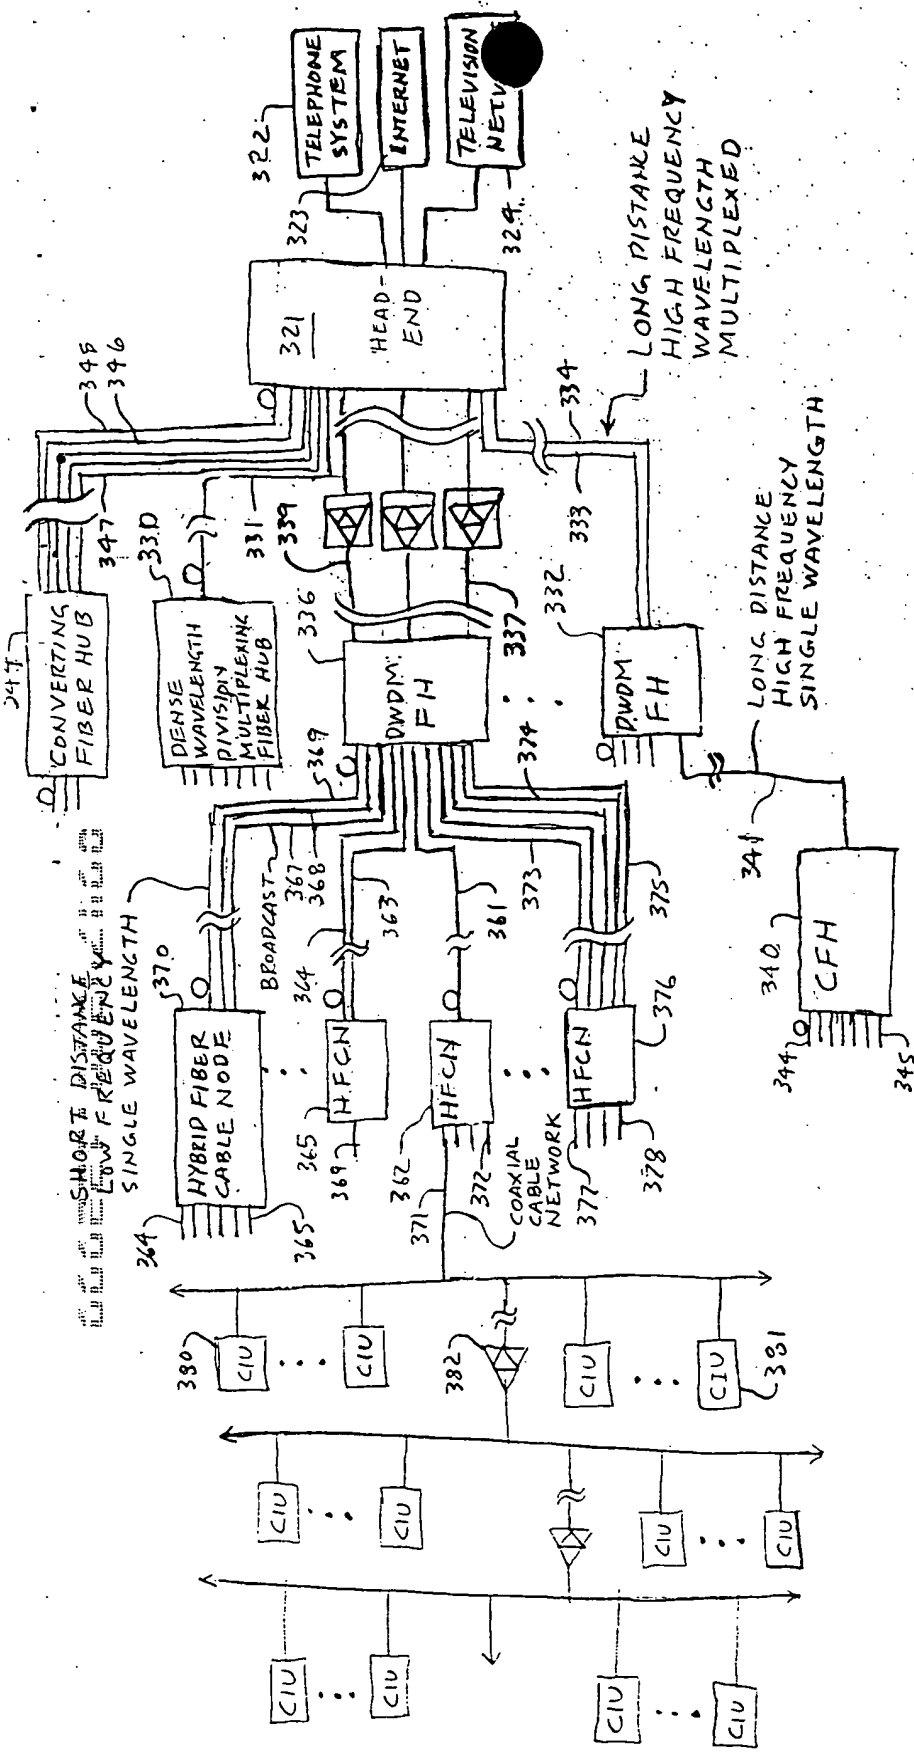 322
TELEPHONE
SYSTEM
323
INTERNET
TELEVISION
324
321
HEAD-
END
345
346
347
331
339
330
336
337
334
333
332
LONG DISTANCE
HIGH FREQUENCY
WAVELENGTH
MULTIPLEXED
LONG DISTANCE
HIGH FREQUENCY
SINGLE WAVELENGTH
CONVERTING
FIBER HUB
DENSE
WAVELENGTH
DIVISION
MULTIPLEXING
FIBER HUB
DWDM
FH
DWDM
FH
369
374
341
SHORT DISTANCE
LOW FREQUENCY
SINGLE WAVELENGTH
370
BROADCAST
367
368
364
363
361
373
375
340
CFH
344
345
HYBRID FIBER
CABLE NODE
HFCN
HFCN
HFCN
376
364
365
365
369
362
371
372
COAXIAL
CABLE
NETWORK
377
378
380
CIU
CIU
382
CIU
CIU
381
CIU
CIU
CIU
CIU
CIU
CIU
CIU
CIU